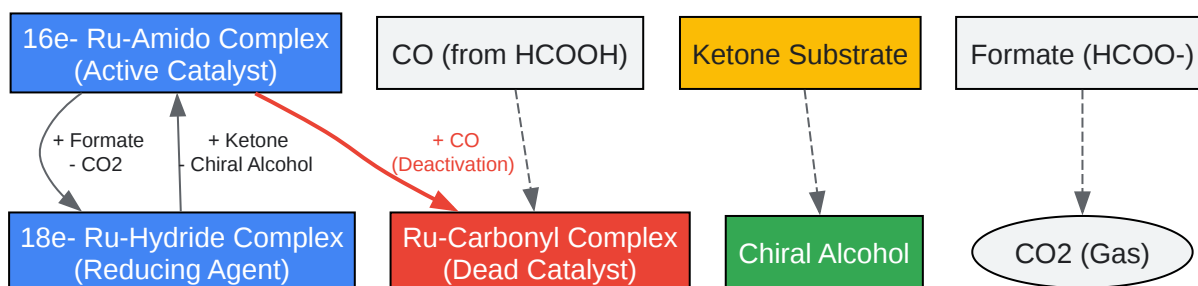 16e- Ru-Amido Complex
(Active Catalyst)
CO (from HCOOH)
Ketone Substrate
Formate (HCOO-)
+ Formate
- CO2
+ Ketone
- Chiral Alcohol
+ CO
(Deactivation)
18e- Ru-Hydride Complex
(Reducing Agent)
Ru-Carbonyl Complex
(Dead Catalyst)
Chiral Alcohol
CO2 (Gas)